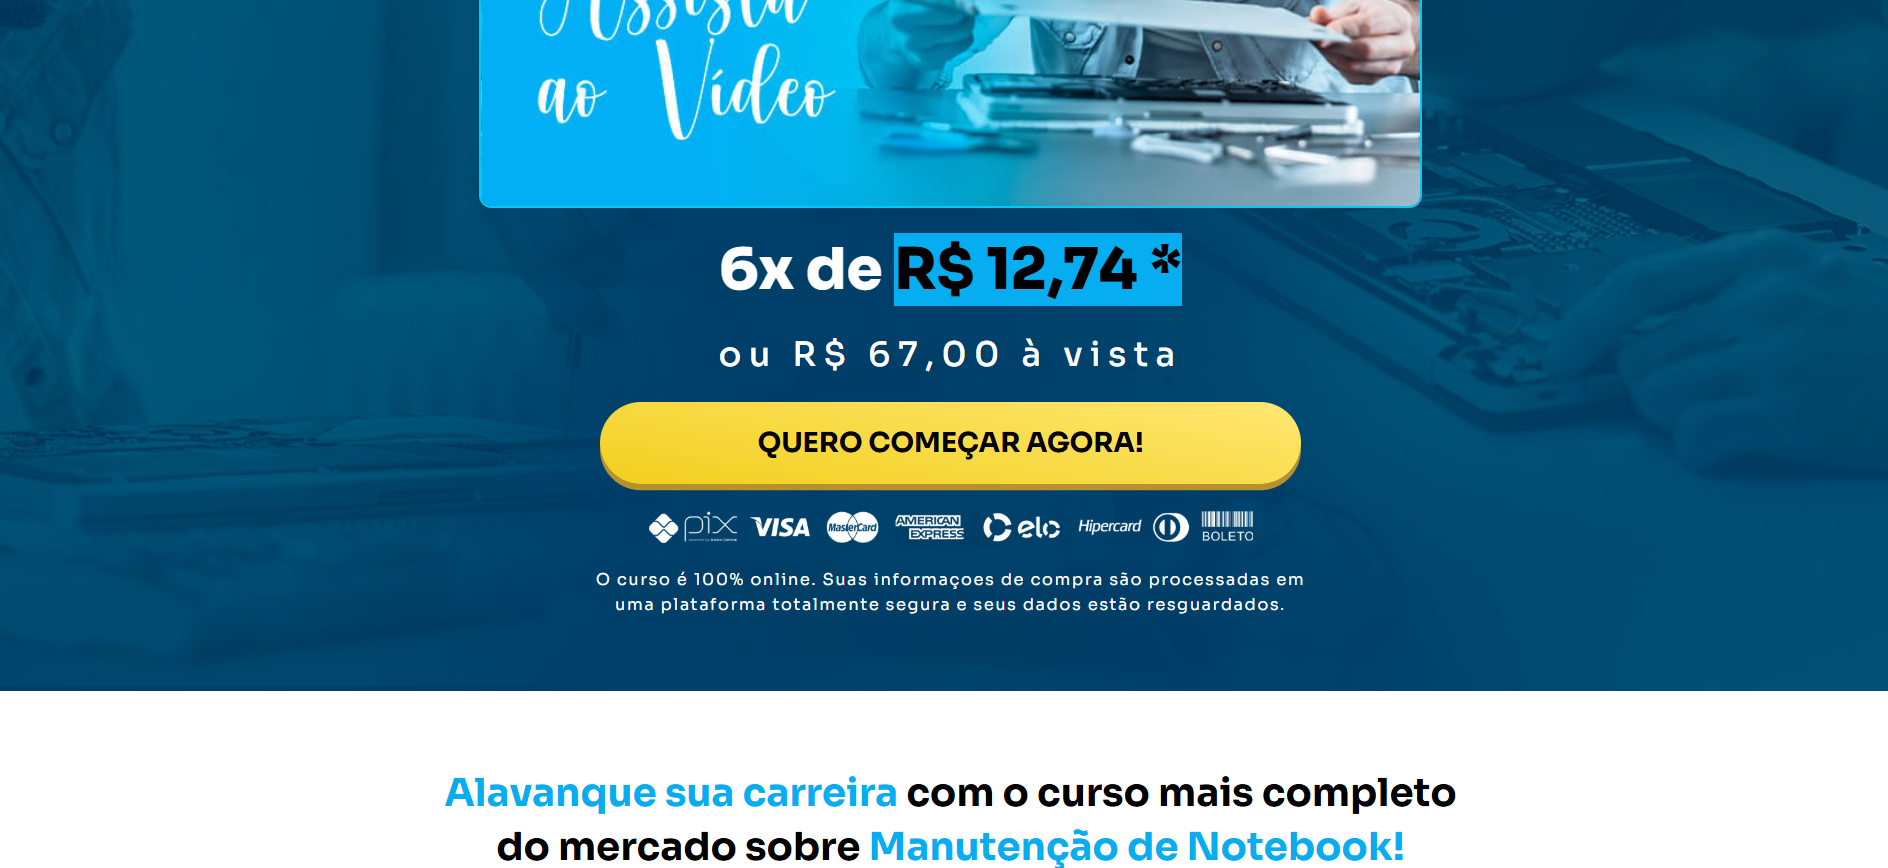 Assista
ao Vídeo
6x de R$ 12,74 *
ou R$ 67,00 à vista
QUERO COMEÇAR AGORA!
pix VISA MasterCard AMERICAN EXPRESS elo Hipercard BOLETO
O curso é 100% online. Suas informaçoes de compra são processadas em
uma plataforma totalmente segura e seus dados estão resguardados.
Alavanque sua carreira com o curso mais completo
do mercado sobre Manutenção de Notebook!